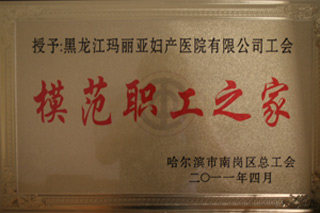 授予:黑龙江玛丽亚妇产医院有限公司工会
模范职工之家
哈尔滨市南岗区总工会
二〇一一年四月